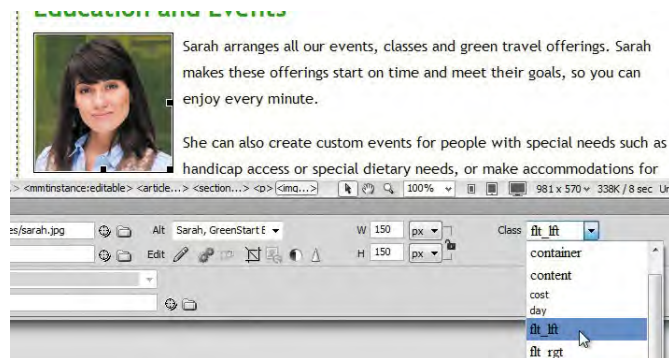 Education and Events
Sarah arranges all our events, classes and green travel offerings. Sarah
makes these offerings start on time and meet their goals, so you can
enjoy every minute.
She can also create custom events for people with special needs such as
handicap access or special dietary needs, or make accommodations for
> <mmtinstance:editable> <article...> <section...> <p> <img...> 100% 981 x 570 338K / 8 sec
es/sarah.jpg Alt Sarah, GreenStart E W 150 px Class flt_lft
Edit H 150 px
container
content
cost
day
flt_lft
flt_rgt